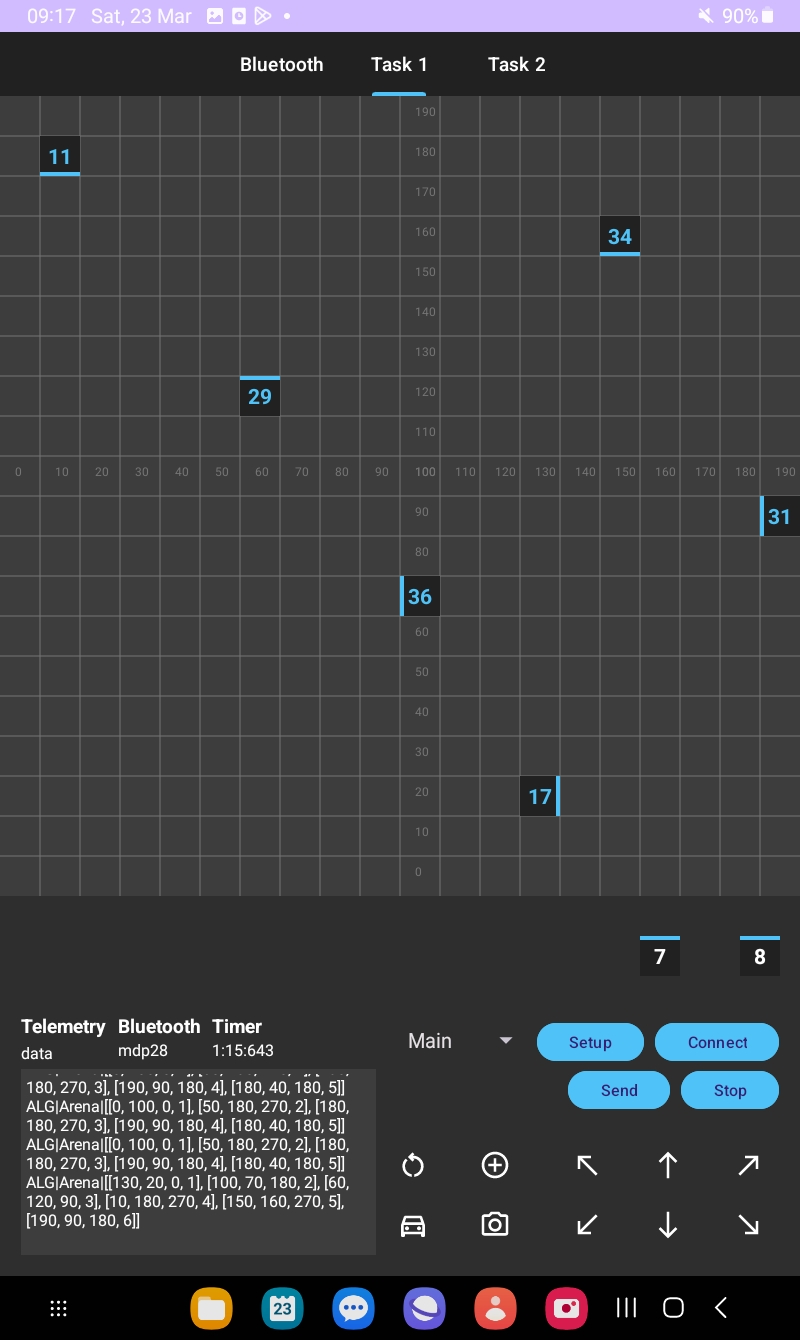 09:17 Sat, 23 Mar 90%
Bluetooth Task 1 Task 2
190
11 180
170
34 160
150
140
130
29 120
110
0 10 20 30 40 50 60 70 80 90 100 110 120 130 140 150 160 170 180 190
90 31
80
36
60
50
40
30
20 17
10
0
7 8
Telemetry Bluetooth Timer
data mdp28 1:15:643
Main Setup Connect
Send Stop
180, 270, 3], [190, 90, 180, 4], [180, 40, 180, 5]]
ALG|Arena|[[0, 100, 0, 1], [50, 180, 270, 2], [180,
180, 270, 3], [190, 90, 180, 4], [180, 40, 180, 5]]
ALG|Arena|[[0, 100, 0, 1], [50, 180, 270, 2], [180,
180, 270, 3], [190, 90, 180, 4], [180, 40, 180, 5]]
ALG|Arena|[[130, 20, 0, 1], [100, 70, 180, 2], [60,
120, 90, 3], [10, 180, 270, 4], [150, 160, 270, 5],
[190, 90, 180, 6]]
23